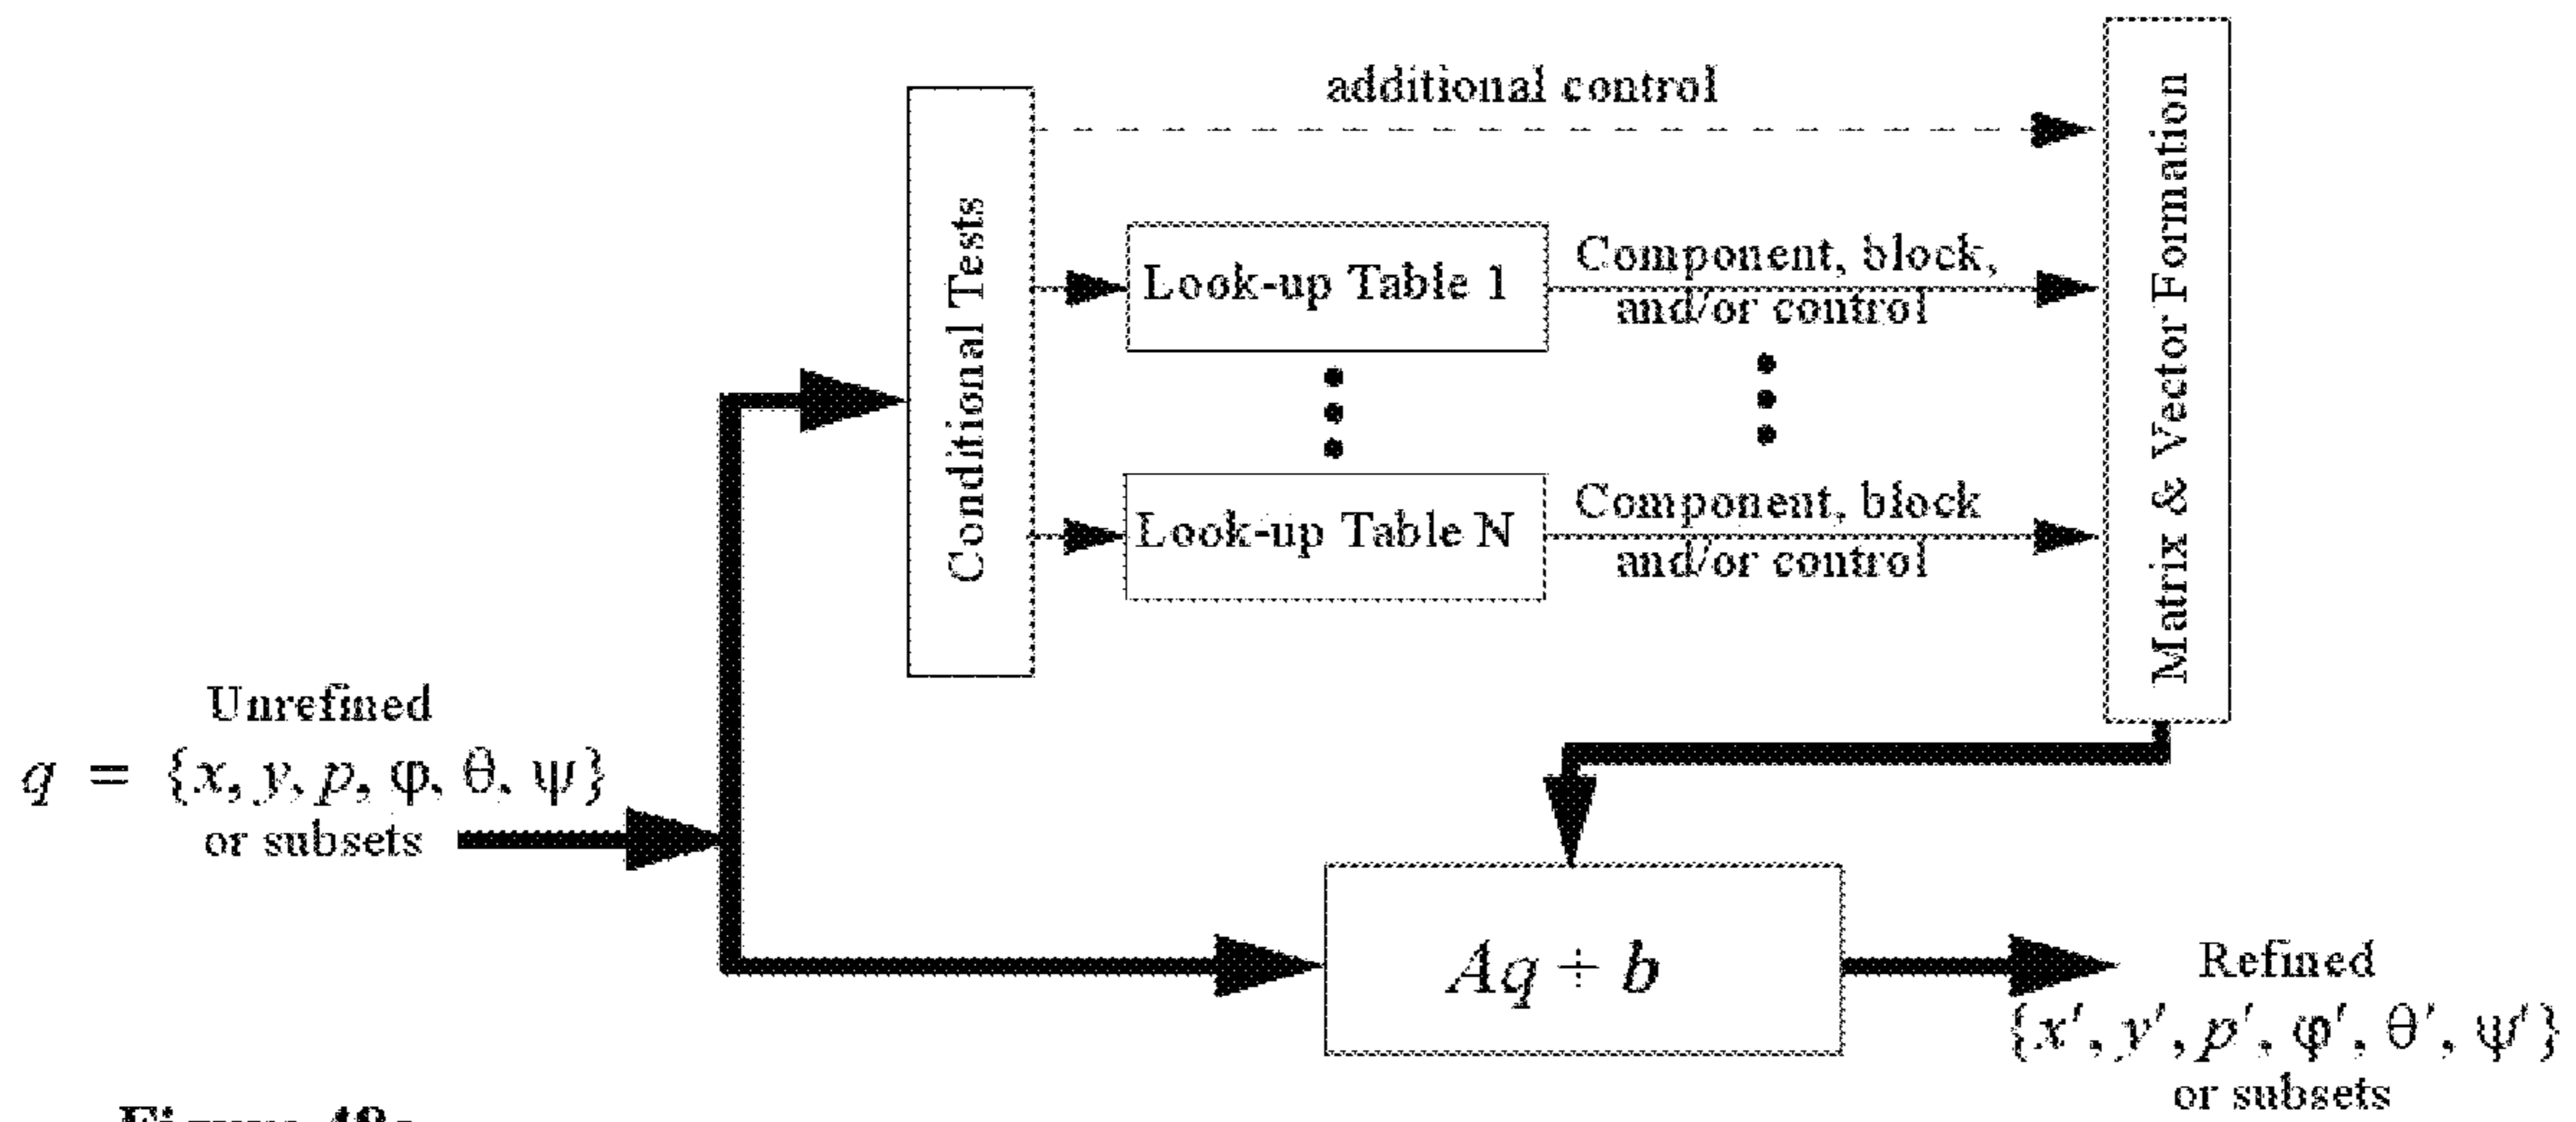 additional control
Conditional Tests
Look-up Table 1
Component, block,
and/or control
Look-up Table N
Component, block
and/or control
Matrix & Vector Formation
Unrefined
q = {x, y, p, φ, θ, ψ}
or subsets
Aq + b
Refined
{x′, y′, p′, φ′, θ′, ψ′}
or subsets